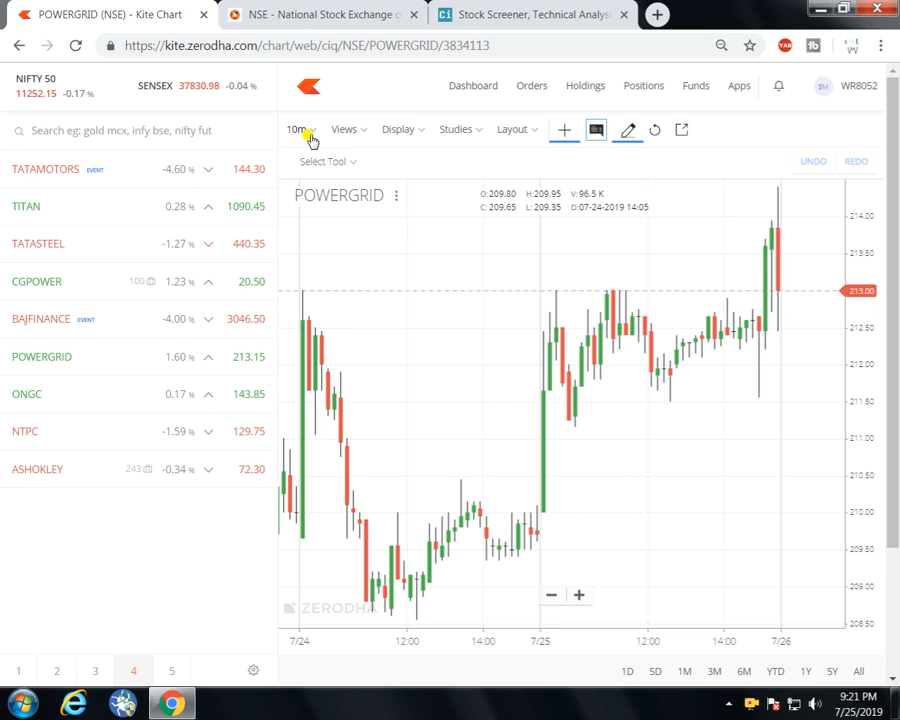 POWERGRID (NSE) - Kite Chart
NSE - National Stock Exchange o
Stock Screener, Technical Analysi
https://kite.zerodha.com/chart/web/ciq/NSE/POWERGRID/3834113
NIFTY 50
11252.15 -0.17 %
SENSEX 37830.98 -0.04 %
Dashboard Orders Holdings Positions Funds Apps SM WR8052
Search eg: gold mcx, infy bse, nifty fut
10m Views Display Studies Layout
Select Tool UNDO REDO
TATAMOTORS EVENT -4.60 % 144.30
TITAN 0.28 % 1090.45
TATASTEEL -1.27 % 440.35
CGPOWER 100 1.23 % 20.50
BAJFINANCE EVENT -4.00 % 3046.50
POWERGRID 1.60 % 213.15
ONGC 0.17 % 143.85
NTPC -1.59 % 129.75
ASHOKLEY 243 -0.34 % 72.30
POWERGRID
O: 209.80 H: 209.95 V: 96.5 K
C: 209.65 L: 209.35 D: 07-24-2019 14:05
214.00
213.50
213.00
212.50
212.00
211.50
211.00
210.50
210.00
209.50
209.00
208.50
ZERODHA
7/24 12:00 14:00 7/25 12:00 14:00 7/26
1 2 3 4 5
1D 5D 1M 3M 6M YTD 1Y 5Y All
9:21 PM
7/25/2019